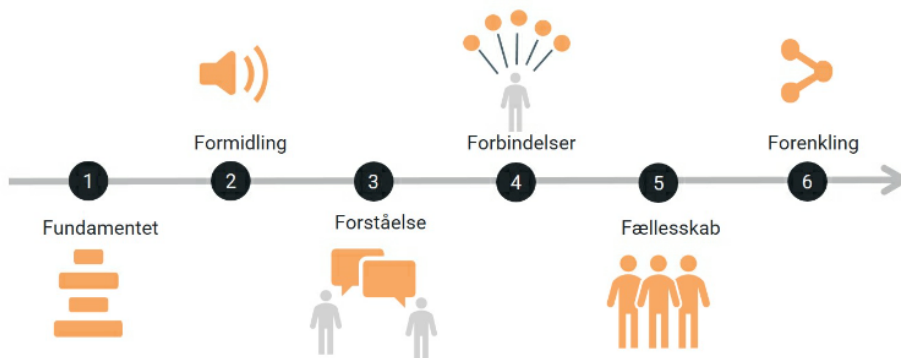 Formidling
Forbindelser
Forenkling
1
2
3
4
5
6
Fundamentet
Forståelse
Fællesskab